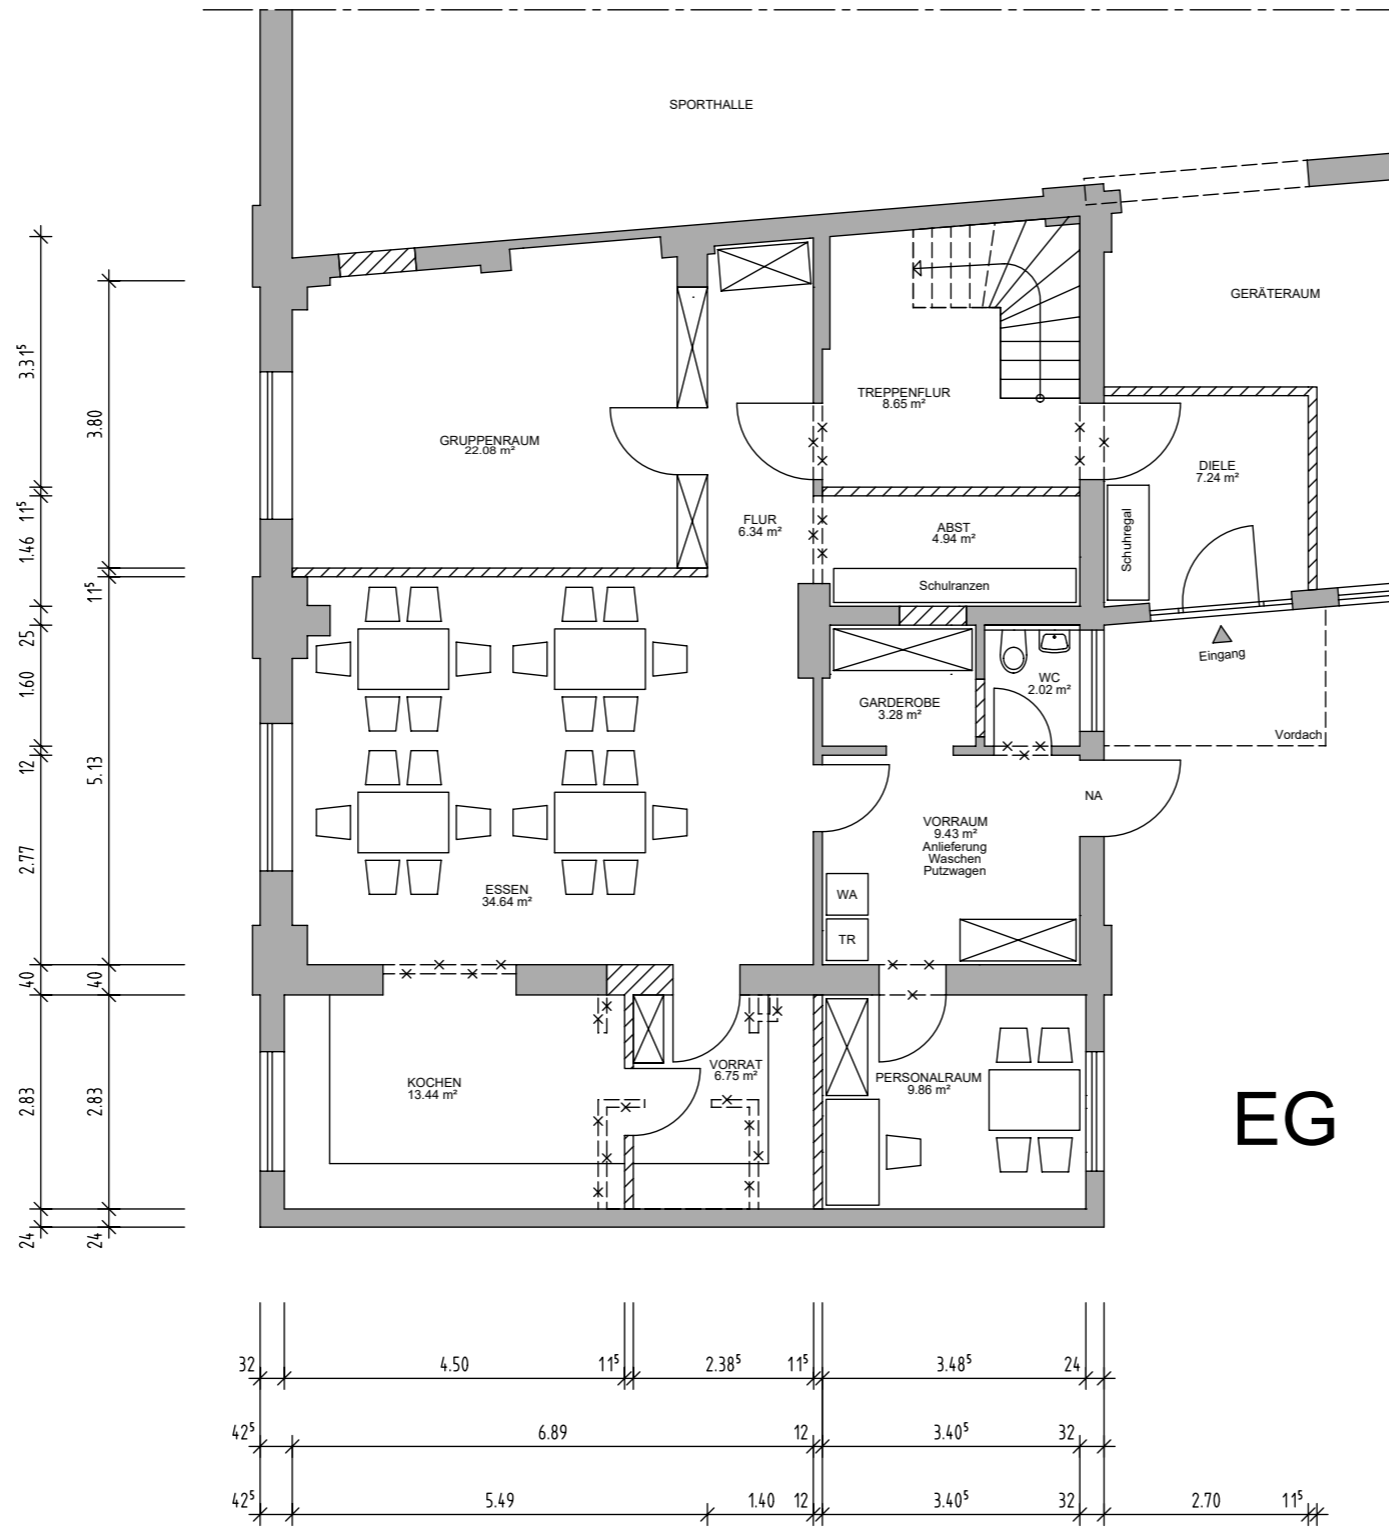 SPORTHALLE
GERÄTERAUM
TREPPENFLUR
8.65 m²
GRUPPENRAUM
22.08 m²
DIELE
7.24 m²
FLUR
6.34 m²
ABST
4.94 m²
Schuhregal
Schulranzen
Eingang
WC
2.02 m²
GARDEROBE
3.28 m²
Vordach
NA
VORRAUM
9.43 m²
Anlieferung
Waschen
Putzwagen
ESSEN
34.64 m²
WA
TR
KOCHEN
13.44 m²
VORRAT
6.75 m²
PERSONALRAUM
9.86 m²
EG
3.31⁵
11⁵
1.46
25
1.60
12
2.77
40
2.83
24
3.80
11⁵
5.13
40
2.83
24
32 4.50 11⁵ 2.38⁵ 11⁵ 3.48⁵ 24
42⁵ 6.89 12 3.40⁵ 32
42⁵ 5.49 1.40 12 3.40⁵ 32 2.70 11⁵